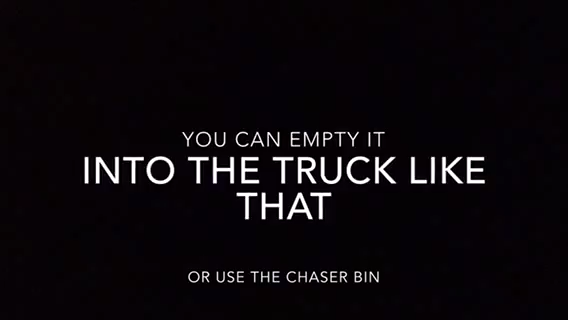 YOU CAN EMPTY IT
INTO THE TRUCK LIKE
THAT
OR USE THE CHASER BIN